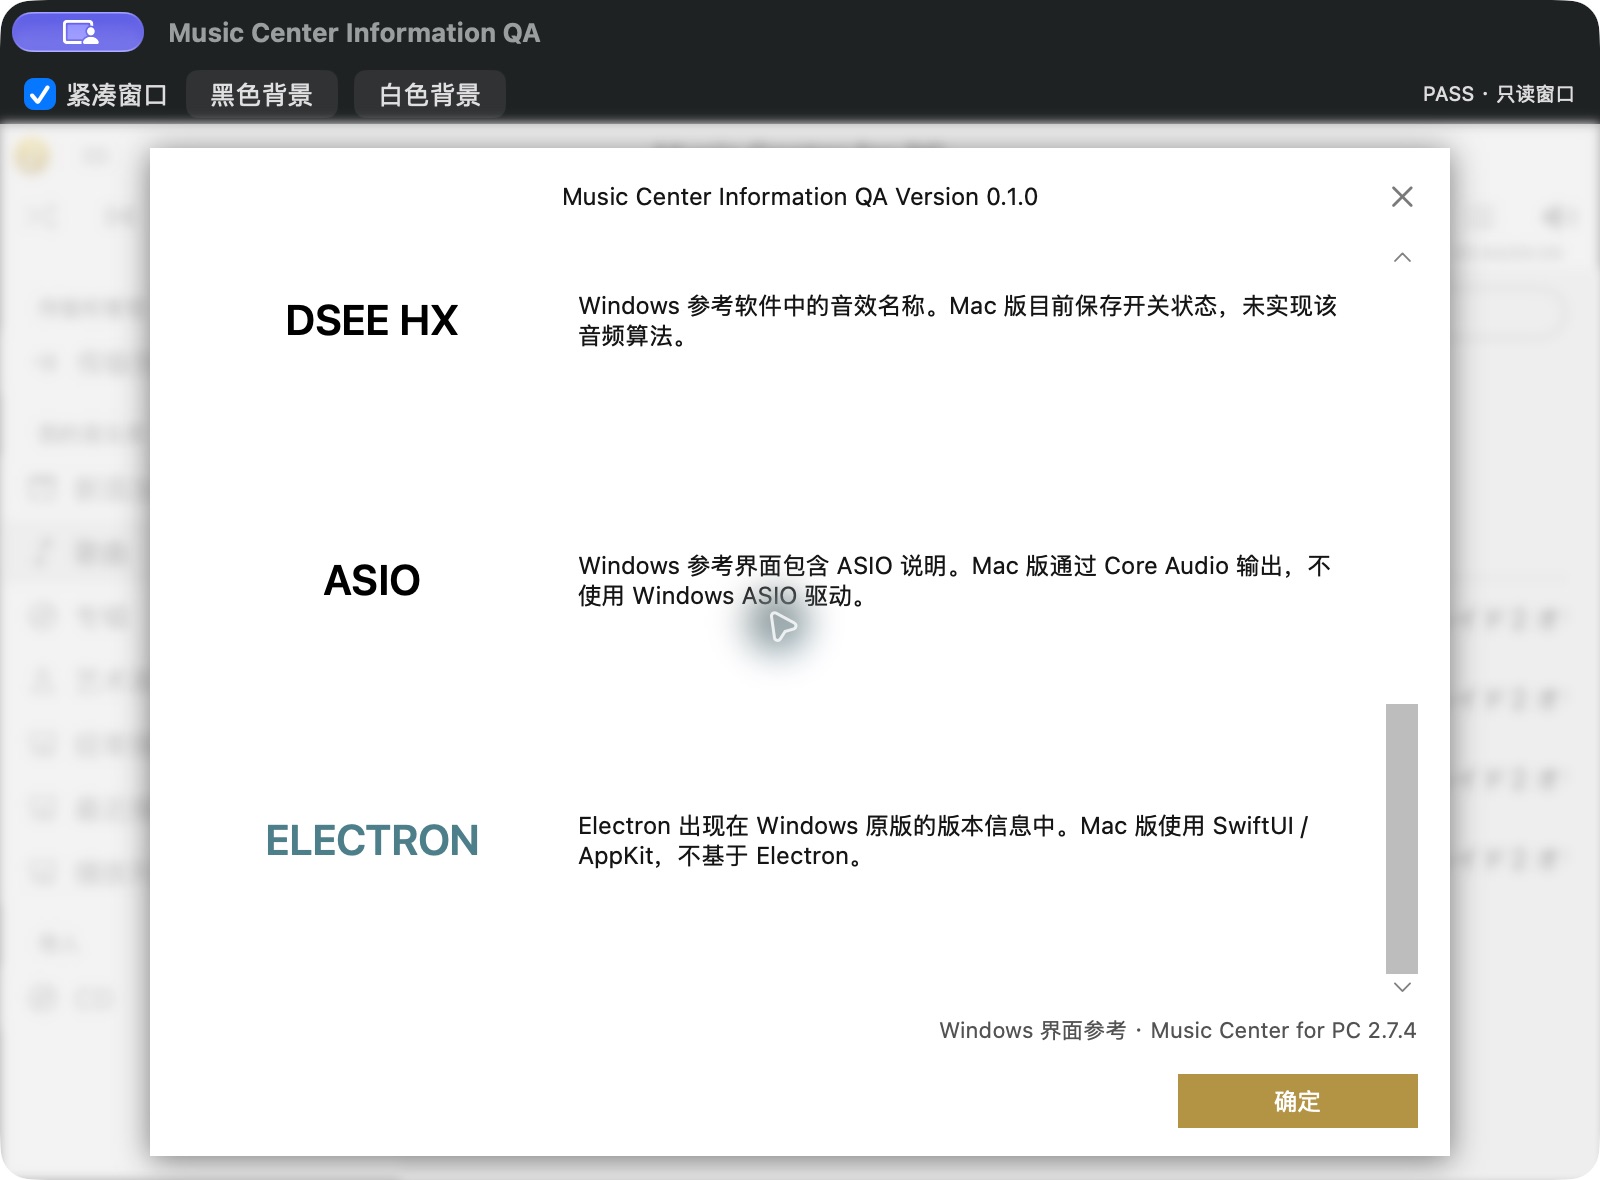 Music Center Information QA
紧凑窗口
黑色背景
白色背景
PASS · 只读窗口
Music Center Information QA Version 0.1.0
DSEE HX
Windows 参考软件中的音效名称。Mac 版目前保存开关状态，未实现该
音频算法。
ASIO
Windows 参考界面包含 ASIO 说明。Mac 版通过 Core Audio 输出，不
使用 Windows ASIO 驱动。
ELECTRON
Electron 出现在 Windows 原版的版本信息中。Mac 版使用 SwiftUI /
AppKit，不基于 Electron。
Windows 界面参考 · Music Center for PC 2.7.4
确定